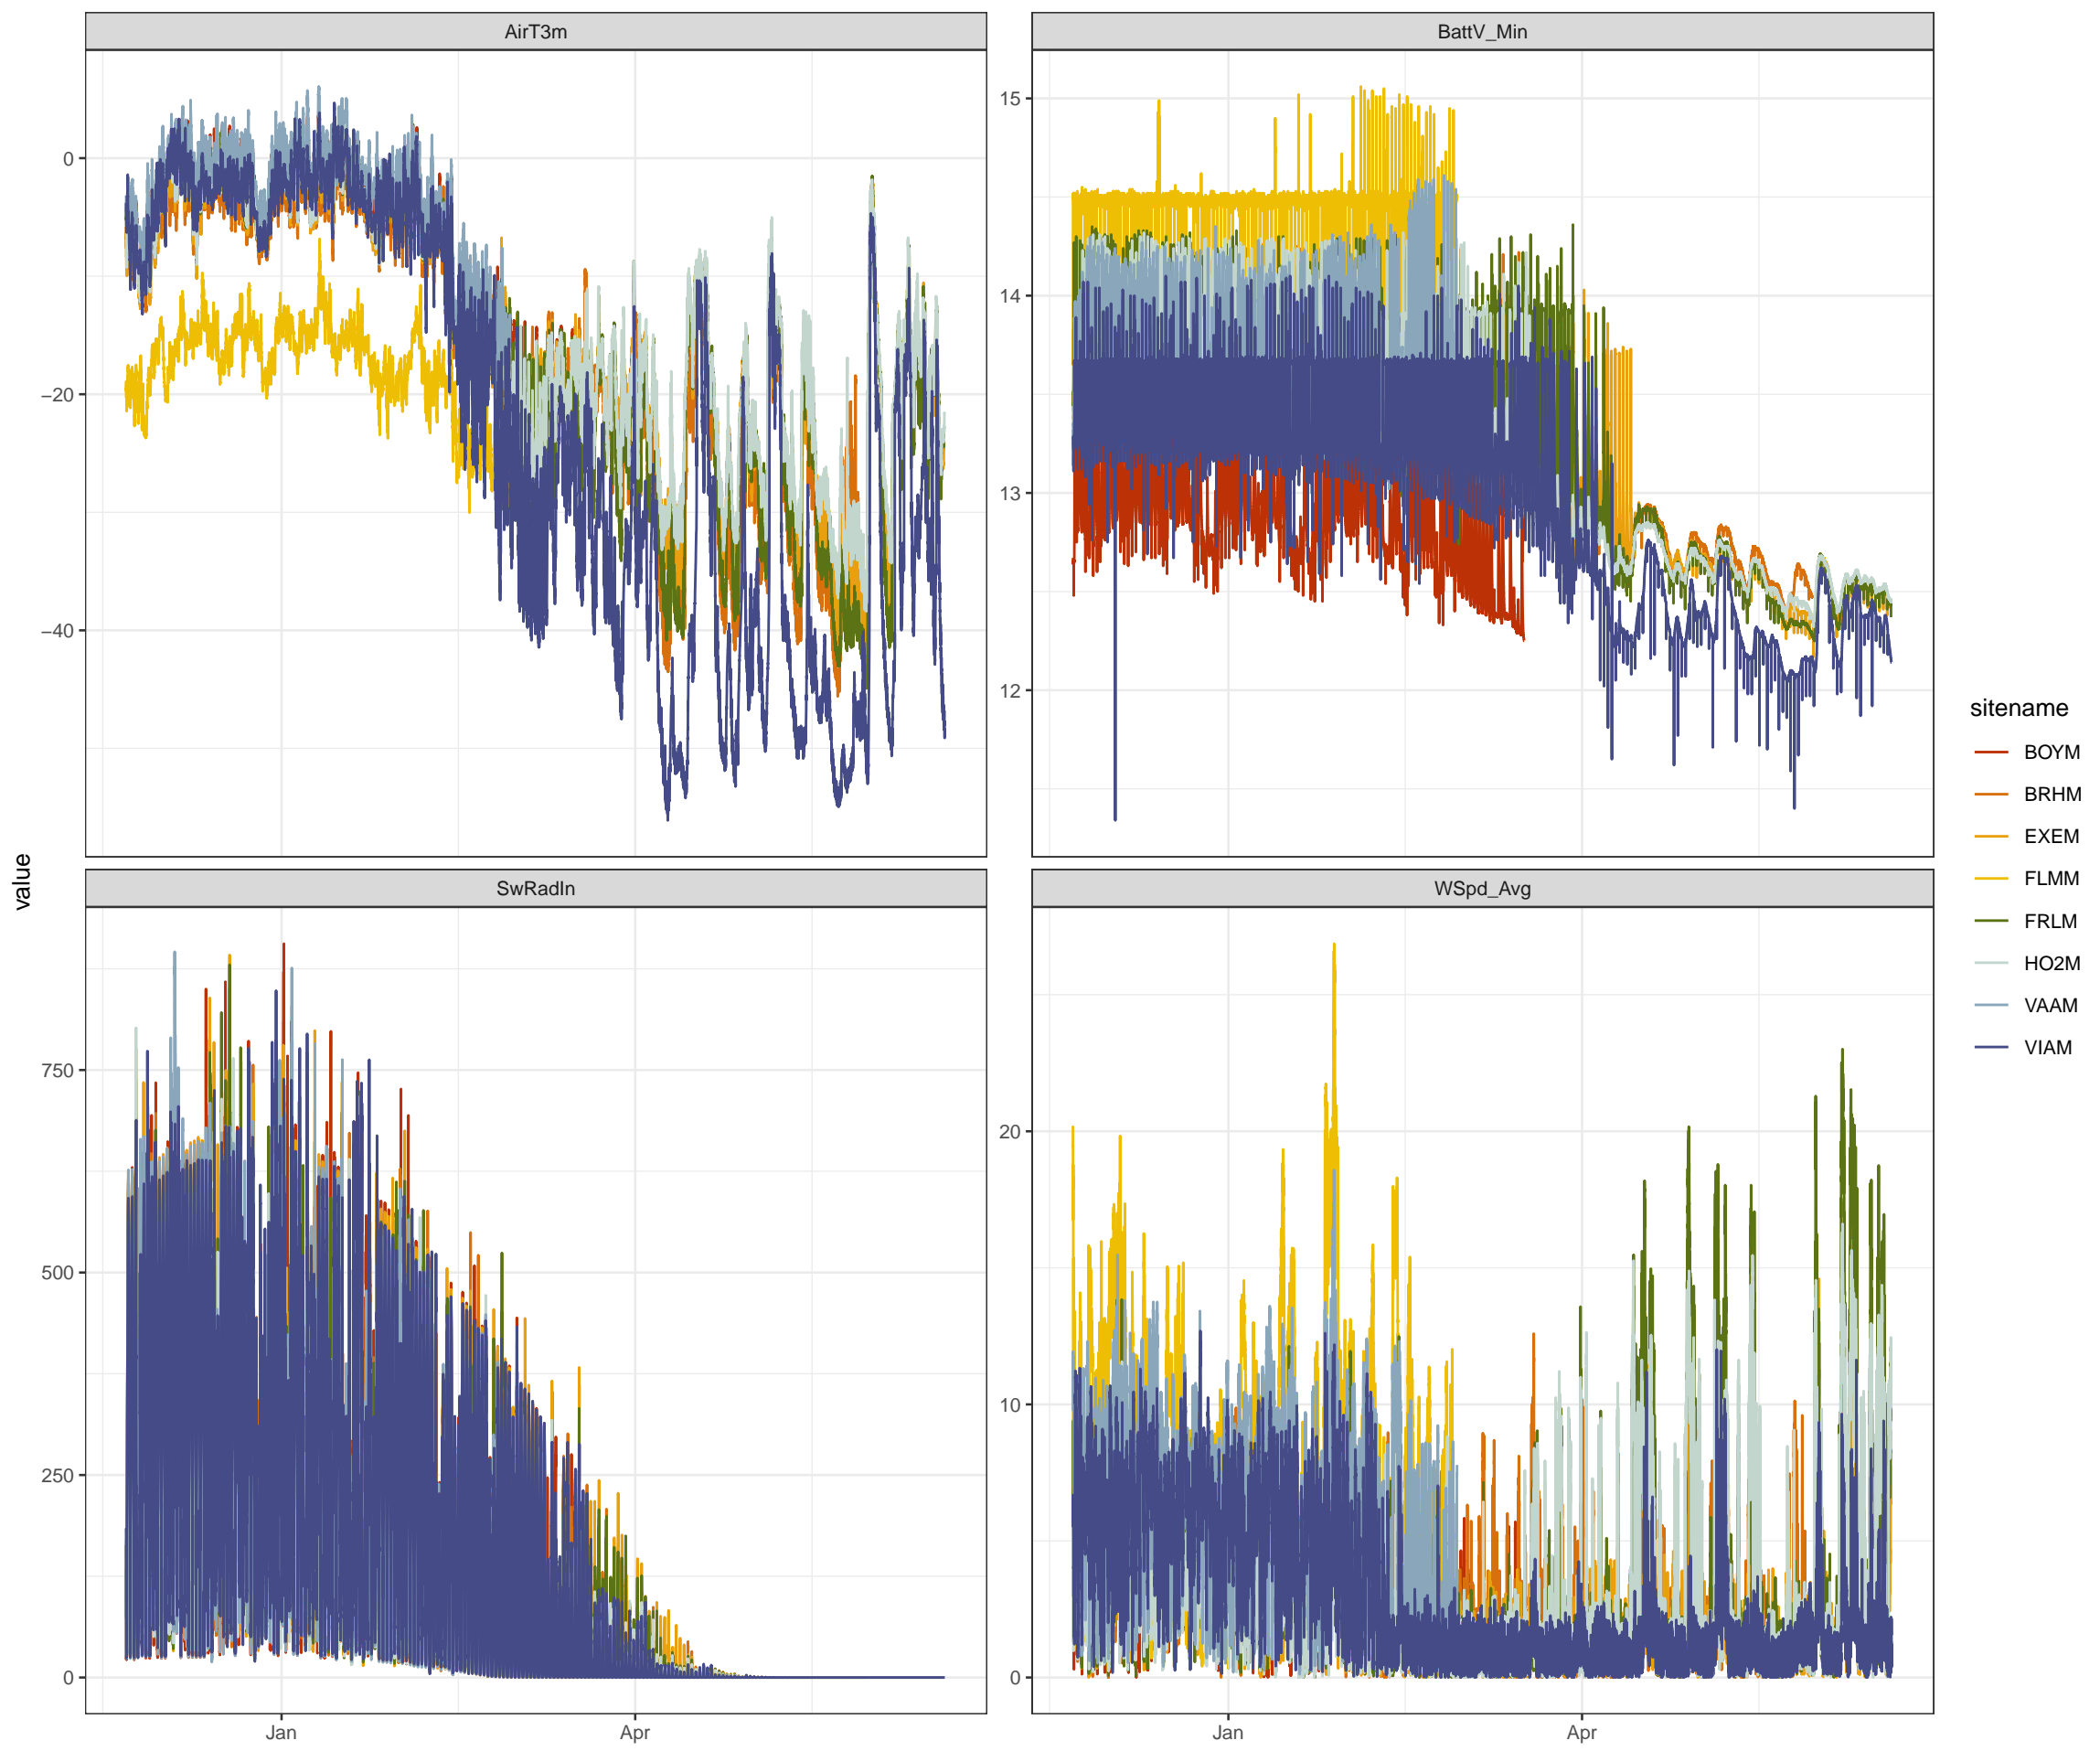 AirT3m
BattV_Min
0
−20
−40
15
14
13
12
value
SwRadIn
WSpd_Avg
750
500
250
0
20
10
0
Jan
Apr
Jan
Apr
sitename
BOYM
BRHM
EXEM
FLMM
FRLM
HO2M
VAAM
VIAM